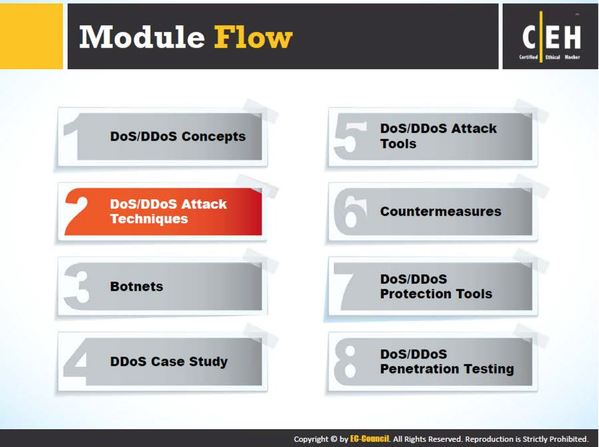 Module Flow
CEH
Certified Ethical Hacker
1
DoS/DDoS Concepts
2
DoS/DDoS Attack
Techniques
3
Botnets
4
DDoS Case Study
5
DoS/DDoS Attack
Tools
6
Countermeasures
7
DoS/DDoS
Protection Tools
8
DoS/DDoS
Penetration Testing
Copyright © by EC-Council. All Rights Reserved. Reproduction is Strictly Prohibited.